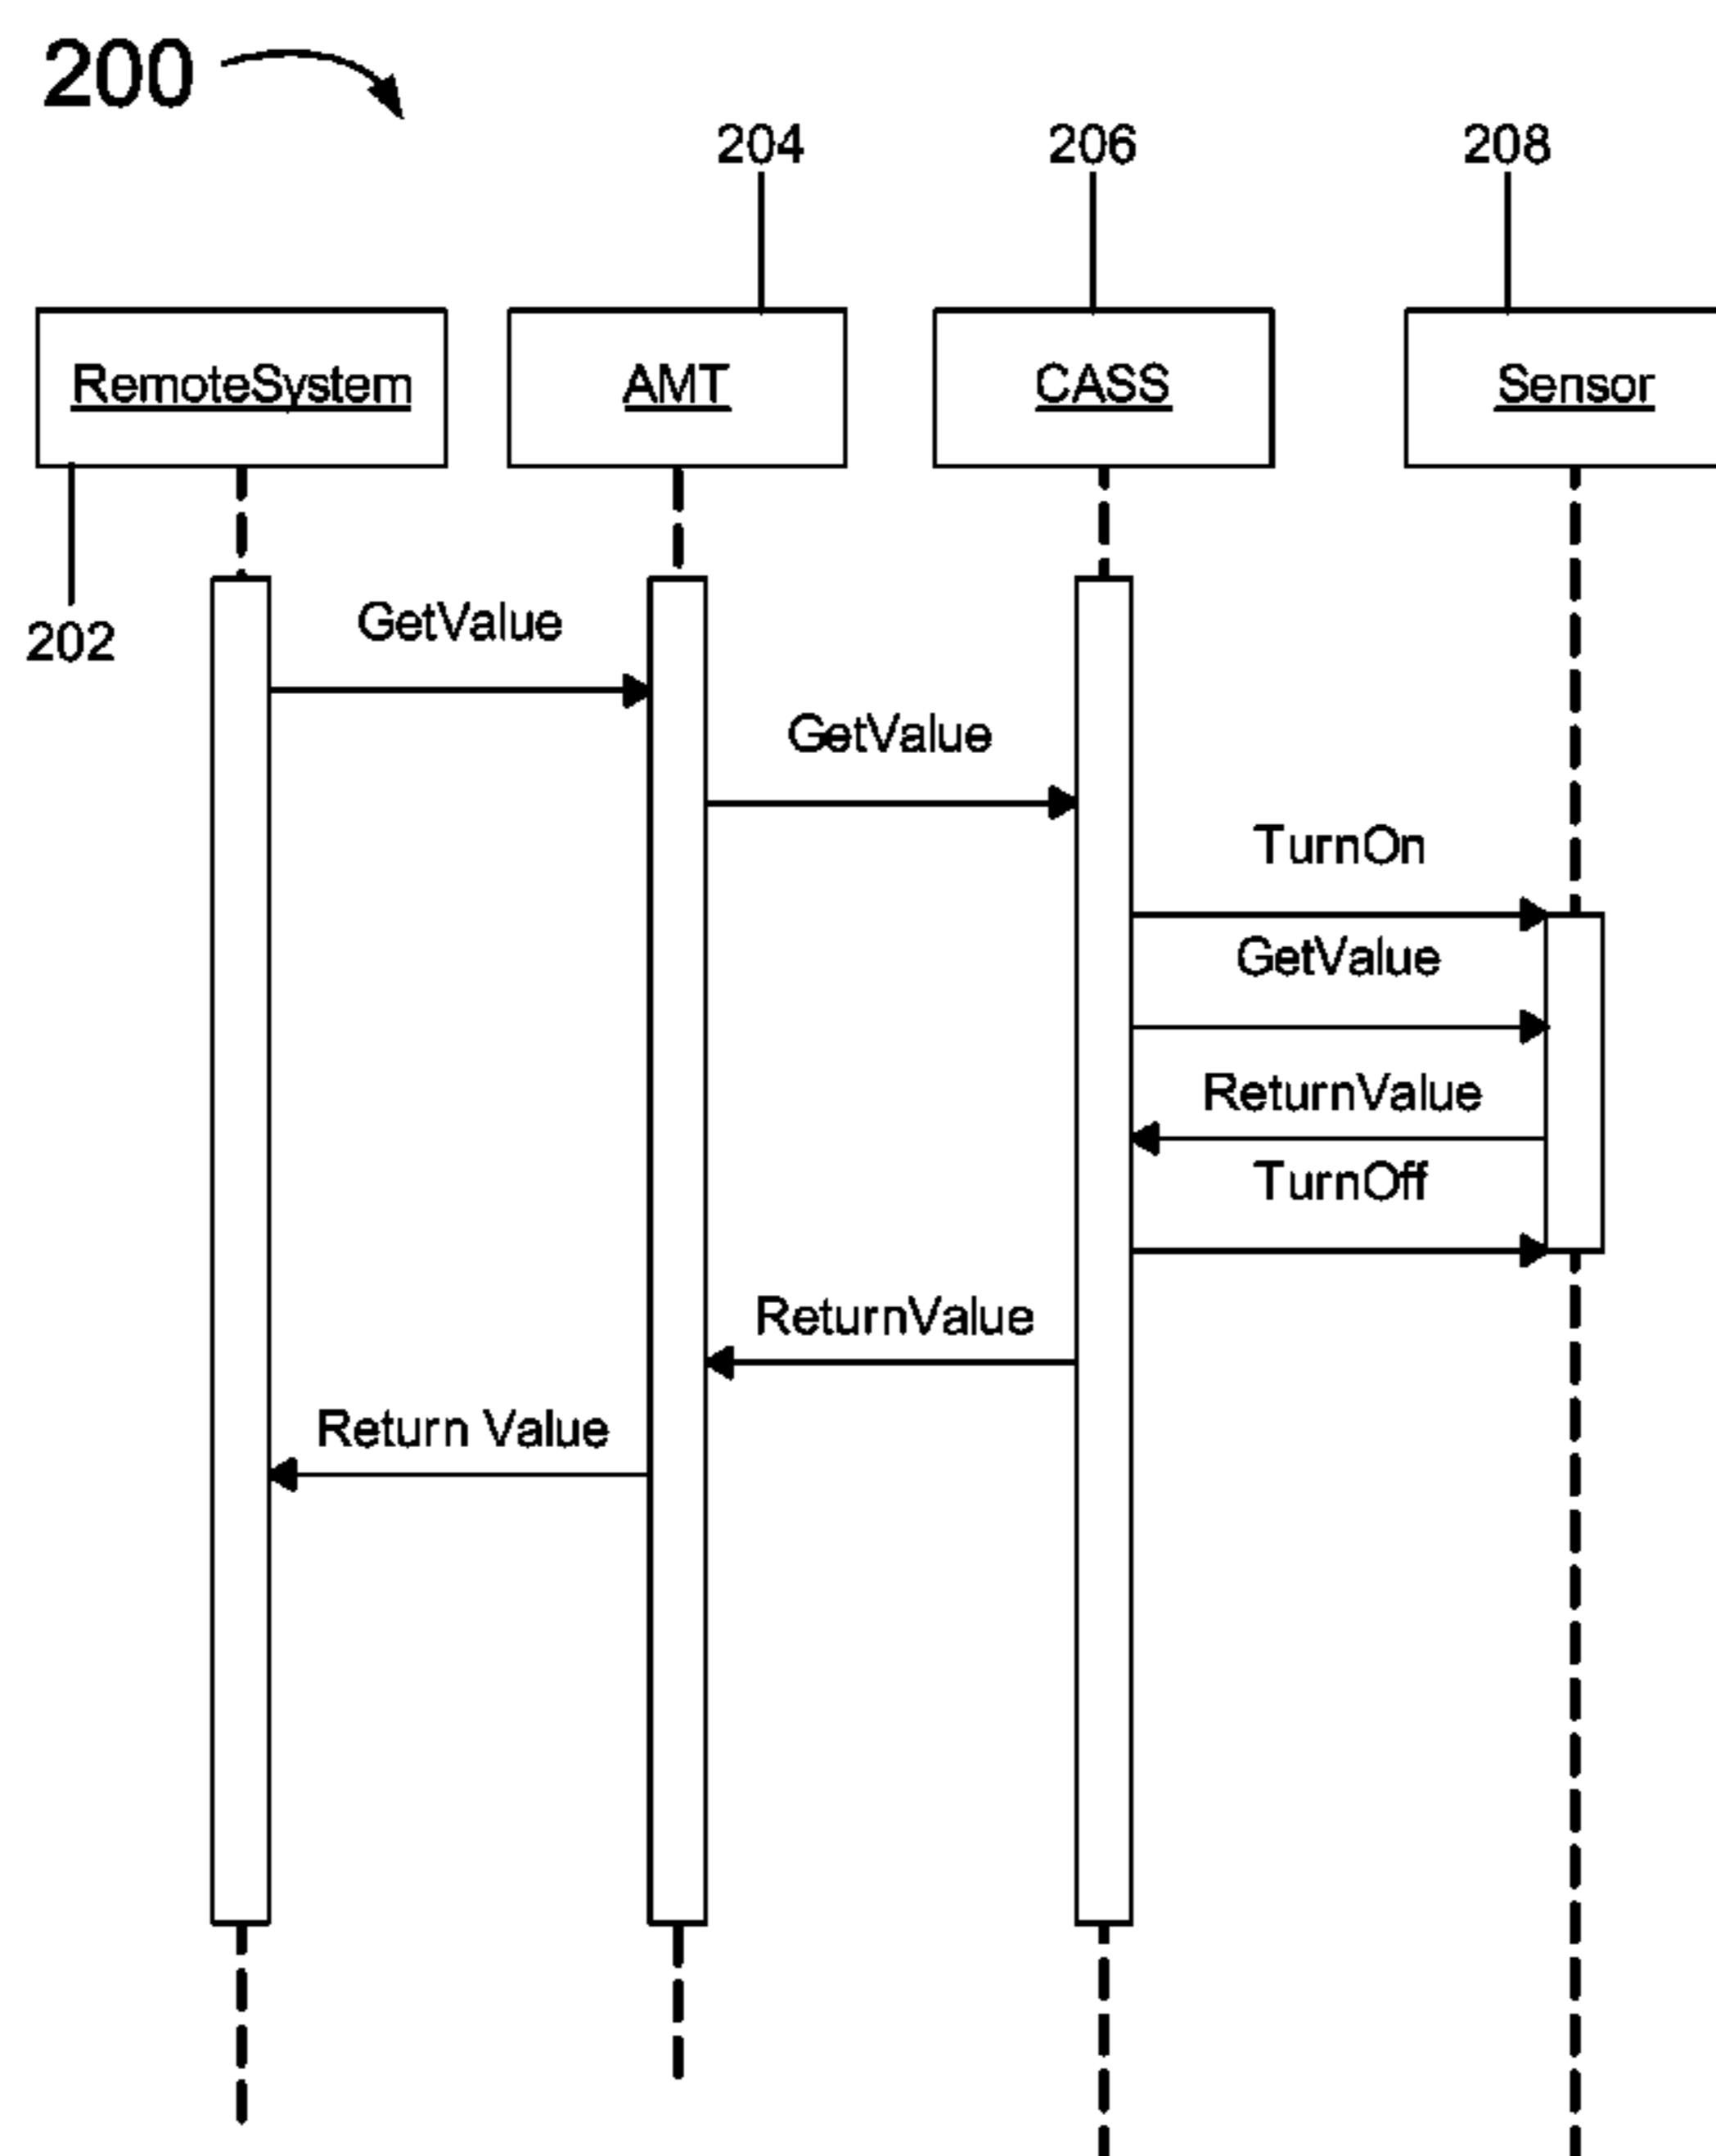 200
204 206 208
RemoteSystem AMT CASS Sensor
202
GetValue
GetValue
TurnOn
GetValue
ReturnValue
TurnOff
ReturnValue
Return Value